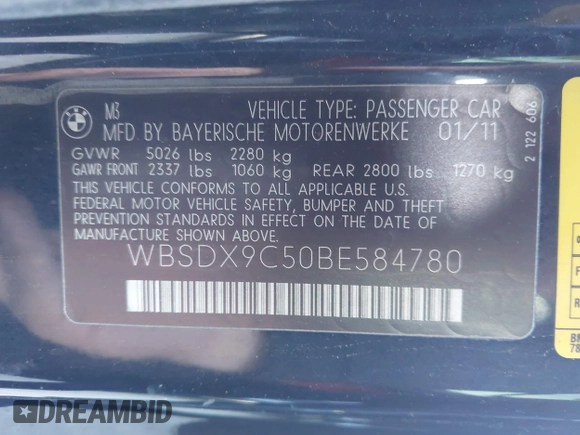 M3 VEHICLE TYPE: PASSENGER CAR
MFD BY BAYERISCHE MOTORENWERKE 01/11
GVWR 5026 lbs 2280 kg
GAWR FRONT 2337 lbs 1060 kg REAR 2800 lbs 1270 kg
THIS VEHICLE CONFORMS TO ALL APPLICABLE U.S.
FEDERAL MOTOR VEHICLE SAFETY, BUMPER AND THEFT
PREVENTION STANDARDS IN EFFECT ON THE DATE OF
MANUFACTURE SHOWN ABOVE.
WBSDX9C50BE584780
2 122 606
BMW
DREAMBID